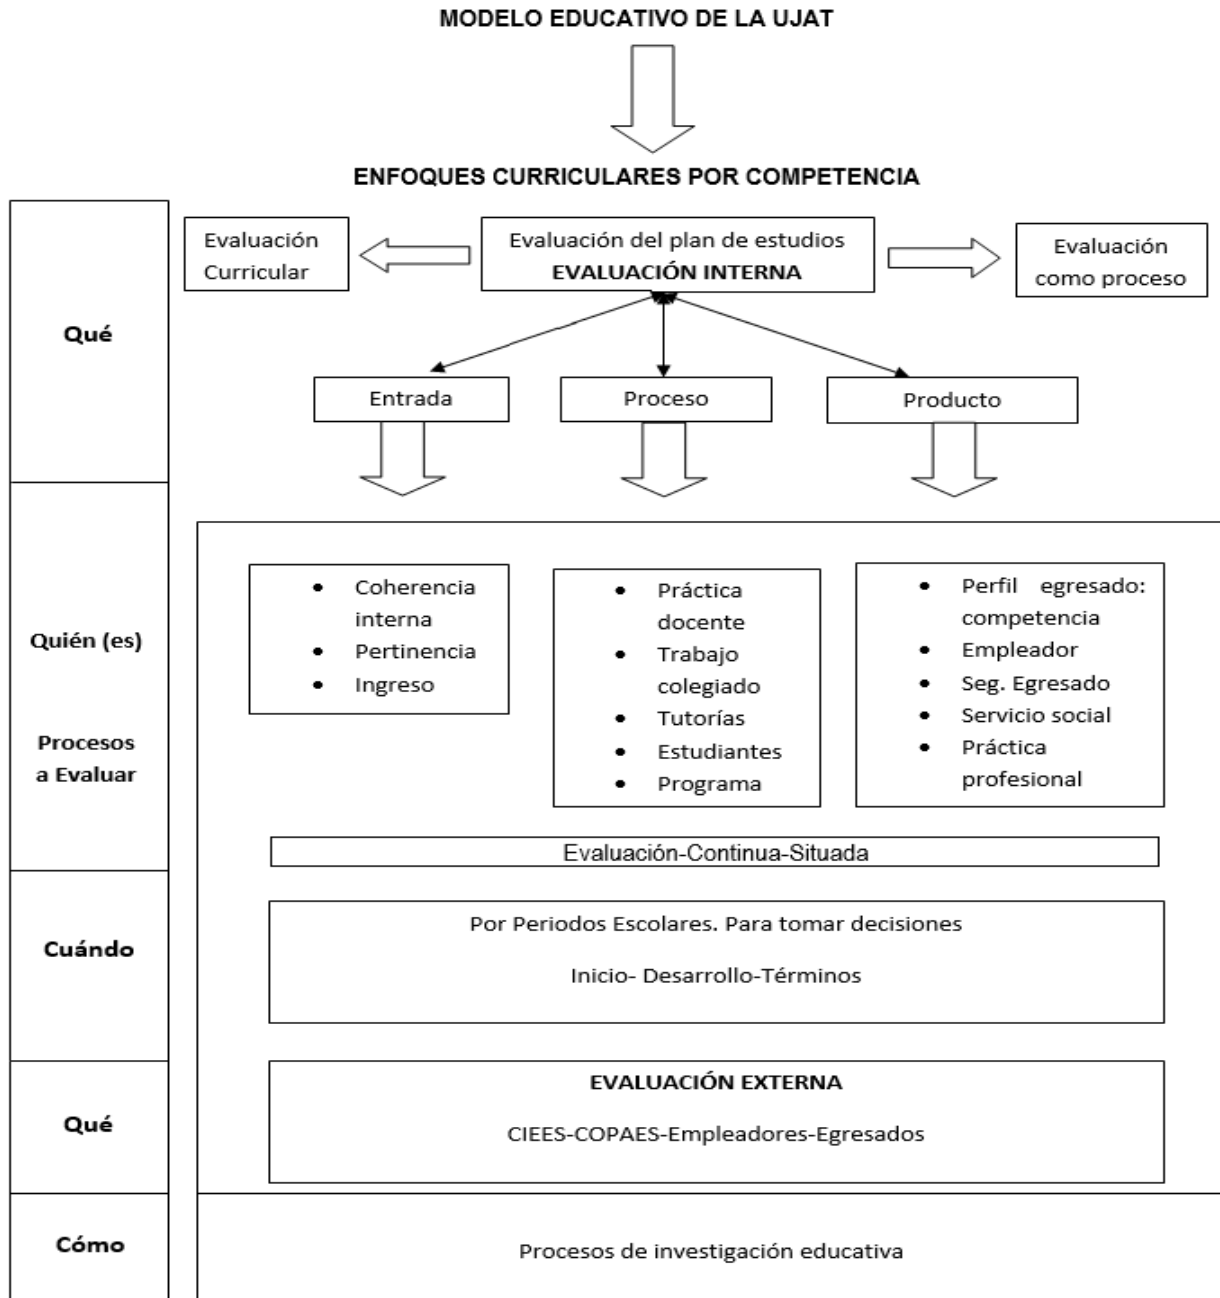 MODELO EDUCATIVO DE LA UJAT
ENFOQUES CURRICULARES POR COMPETENCIA
Qué
Evaluación
Curricular
Evaluación del plan de estudios
EVALUACIÓN INTERNA
Evaluación
como proceso
Entrada
Proceso
Producto
Quién (es)
Procesos
a Evaluar
• Coherencia
interna
• Pertinencia
• Ingreso
• Práctica
docente
• Trabajo
colegiado
• Tutorías
• Estudiantes
• Programa
• Perfil egresado:
competencia
• Empleador
• Seg. Egresado
• Servicio social
• Práctica
profesional
Evaluación-Continua-Situada
Cuándo
Por Periodos Escolares. Para tomar decisiones
Inicio- Desarrollo-Términos
Qué
EVALUACIÓN EXTERNA
CIEES-COPAES-Empleadores-Egresados
Cómo
Procesos de investigación educativa